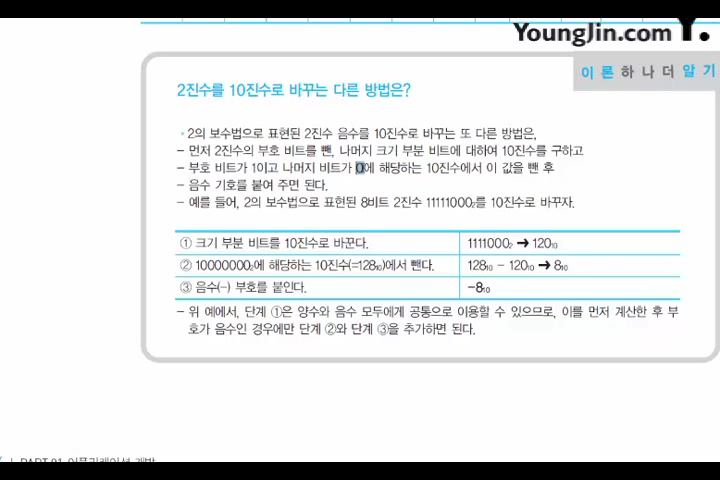 YoungJin.com Y.
이 론 하 나 더 알 기
2진수를 10진수로 바꾸는 다른 방법은?
• 2의 보수법으로 표현된 2진수 음수를 10진수로 바꾸는 또 다른 방법은,
– 먼저 2진수의 부호 비트를 뺀, 나머지 크기 부분 비트에 대하여 10진수를 구하고
– 부호 비트가 1이고 나머지 비트가 0에 해당하는 10진수에서 이 값을 뺀 후
– 음수 기호를 붙여 주면 된다.
– 예를 들어, 2의 보수법으로 표현된 8비트 2진수 11111000₂를 10진수로 바꾸자.
① 크기 부분 비트를 10진수로 바꾼다. 1111000₂ → 120₁₀
② 10000000₂에 해당하는 10진수(=128₁₀)에서 뺀다. 128₁₀ – 120₁₀ → 8₁₀
③ 음수(–) 부호를 붙인다. –8₁₀
– 위 예에서, 단계 ①은 양수와 음수 모두에게 공통으로 이용할 수 있으므로, 이를 먼저 계산한 후 부
호가 음수인 경우에만 단계 ②와 단계 ③을 추가하면 된다.
PART 01 어플리케이션 개발